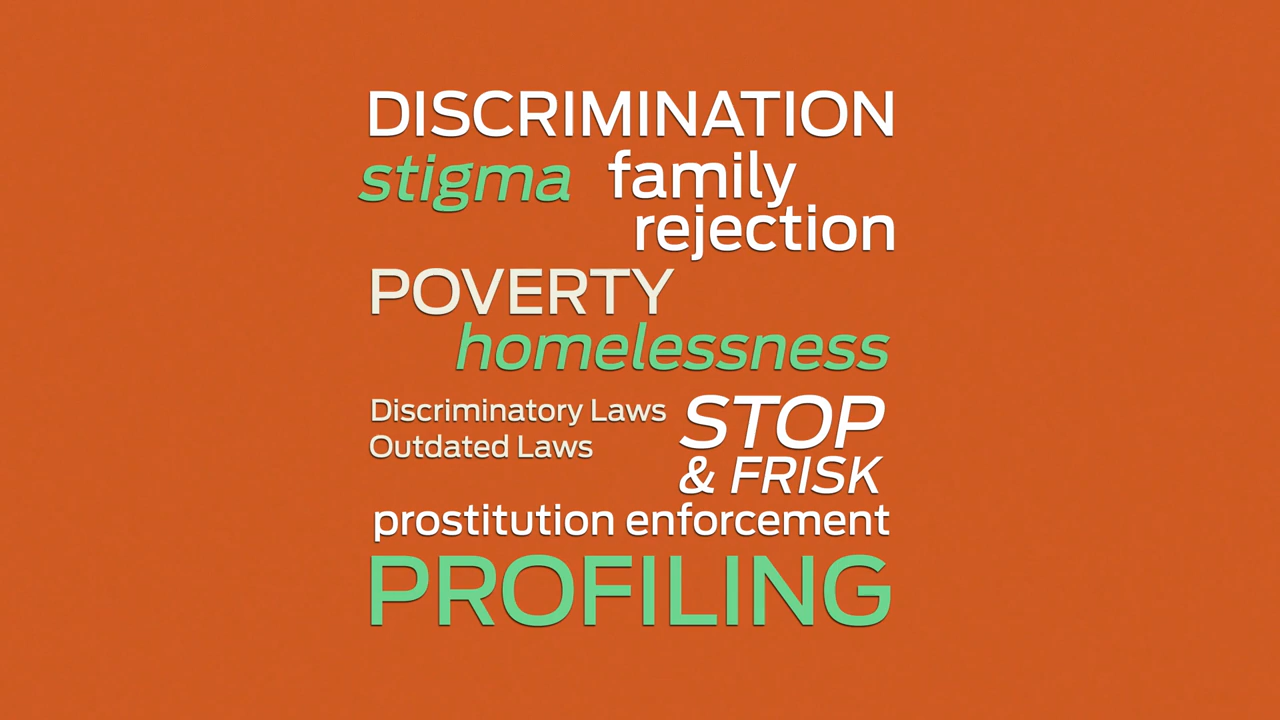 DISCRIMINATION
stigma family
rejection
POVERTY
homelessness
Discriminatory Laws
Outdated Laws
STOP
& FRISK
prostitution enforcement
PROFILING